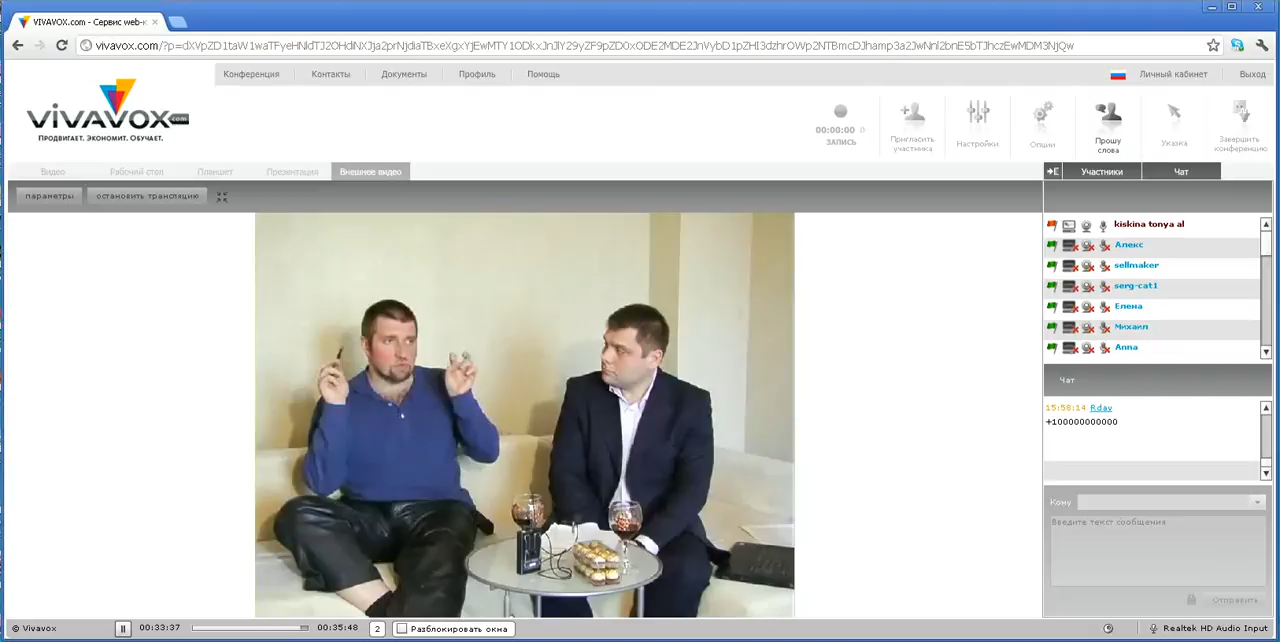 VIVAVOX.com - Сервис web-к
vivavox.com
Конференция
Контакты
Документы
Профиль
Помощь
Личный кабинет
Выход
vivavox.com
ПРОДВИГАЕТ. ЭКОНОМИТ. ОБУЧАЕТ.
00:00:00 0
ЗАПИСЬ
Пригласить
участника
Настройки
Опции
Прошу
слова
Указка
Завершить
конференцию
Видео
Рабочий стол
Планшет
Презентация
Внешнее видео
Участники
Чат
параметры
остановить трансляцию
kiskina tonya al
Алекс
sellmaker
serg-cat1
Елена
Михаил
Anna
Чат
15:58:14 Rday
+100000000000
Кому
Введите текст сообщения
Отправить
© Vivavox
00:33:37
00:35:48
2
Разблокировать окна
Realtek HD Audio Input